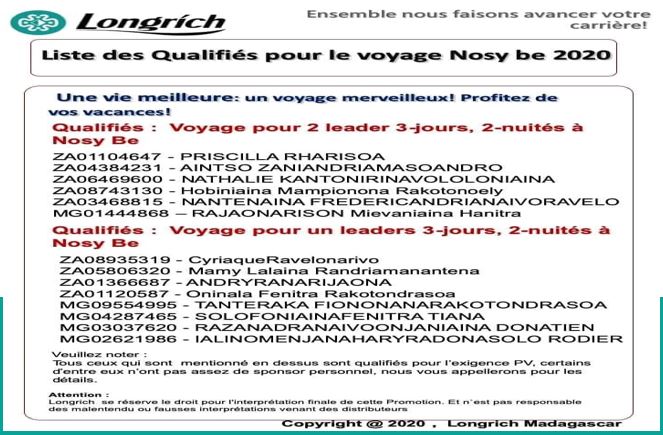 Longrich
Ensemble nous faisons avancer votre
carrière!
Liste des Qualifiés pour le voyage Nosy be 2020
Une vie meilleure: un voyage merveilleux! Profitez de
vos vacances!
Qualifiés : Voyage pour 2 leader 3-jours, 2-nuités à
Nosy Be
ZA01104647 - PRISCILLA RHARISOA
ZA04384231 - AINTSO ZANIANDRIAMASOANDRO
ZA06469600 - NATHALIE KANTONIRINAVOLOLONIAINA
ZA08743130 - Hobiniaina Mampionona Rakotonoely
ZA03468815 - NANTENAINA FREDERICANDRIANAIVORAVELO
MG01444868 – RAJAONARISON Mievaniaina Hanitra
Qualifiés : Voyage pour un leaders 3-jours, 2-nuités à
Nosy Be
ZA08935319 - CyriaqueRavelonarivo
ZA05806320 - Mamy Lalaina Randriamanantena
ZA01366687 - ANDRYRANARIJAONA
ZA01120587 - Oninala Fenitra Rakotondrasoa
MG09554995 - TANTERAKA FIONONANARAKOTONDRASOA
MG04287465 - SOLOFONIAINAFENITRA TIANA
MG03037620 - RAZANADRANAIVOONJANIAINA DONATIEN
MG02621986 - IALINOMENJANAHARYRADONASOLO RODIER
Veuillez noter :
Tous ceux qui sont mentionné en dessus sont qualifiés pour l'exigence PV, certains
d'entre eux n'ont pas assez de sponsor personnel, nous vous appellerons pour les
détails.
Attention :
Longrich se réserve le droit pour l'interprétation finale de cette Promotion. Et n'est pas responsable
des malentendu ou fausses interprétations venant des distributeurs
Copyright @ 2020 , Longrich Madagascar